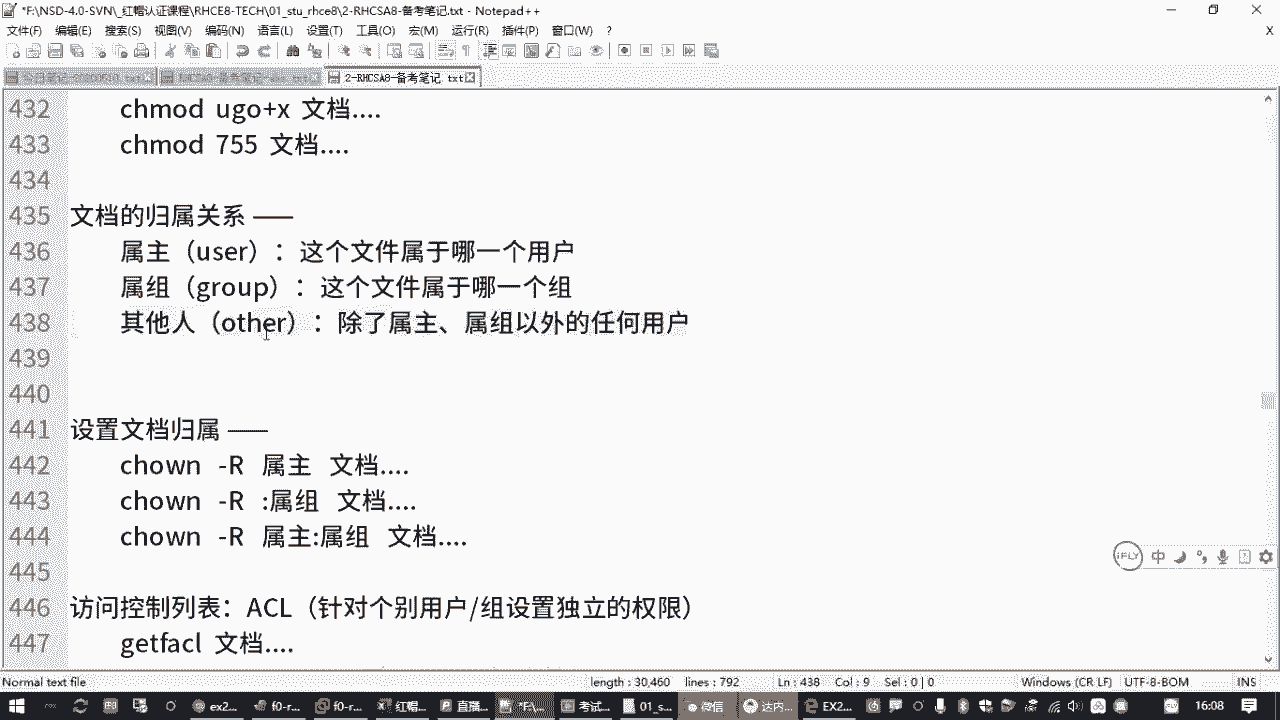 *F:\NSD-4.0-SVN\_红帽认证课程\RHCE8-TECH\01_stu_rhce8\2-RHCSA8-备考笔记.txt - Notepad++
文件(F) 编辑(E) 搜索(S) 视图(V) 编码(N) 语言(L) 设置(T) 工具(O) 宏(M) 运行(R) 插件(P) 窗口(W) ? X
2-RHCSA8-备考笔记.txt
432 chmod ugo+x 文档....
433 chmod 755 文档....
434
435 文档的归属关系 ——
436 属主（user）：这个文件属于哪一个用户
437 属组（group）：这个文件属于哪一个组
438 其他人（other）：除了属主、属组以外的任何用户
439
440
441 设置文档归属 ——
442 chown -R 属主 文档....
443 chown -R :属组 文档....
444 chown -R 属主:属组 文档....
445
446 访问控制列表：ACL（针对个别用户/组设置独立的权限）
447 getfacl 文档....
iFLY 中
Normal text file length : 30,460 lines : 792 Ln : 438 Col : 9 Sel : 0 | 0 Windows (CR LF) UTF-8-BOM INS
ex2... f0-r... f0-r... 红帽... 直播... "F:\... 考试... 01_s... 微信 达内... EX2... 16:08